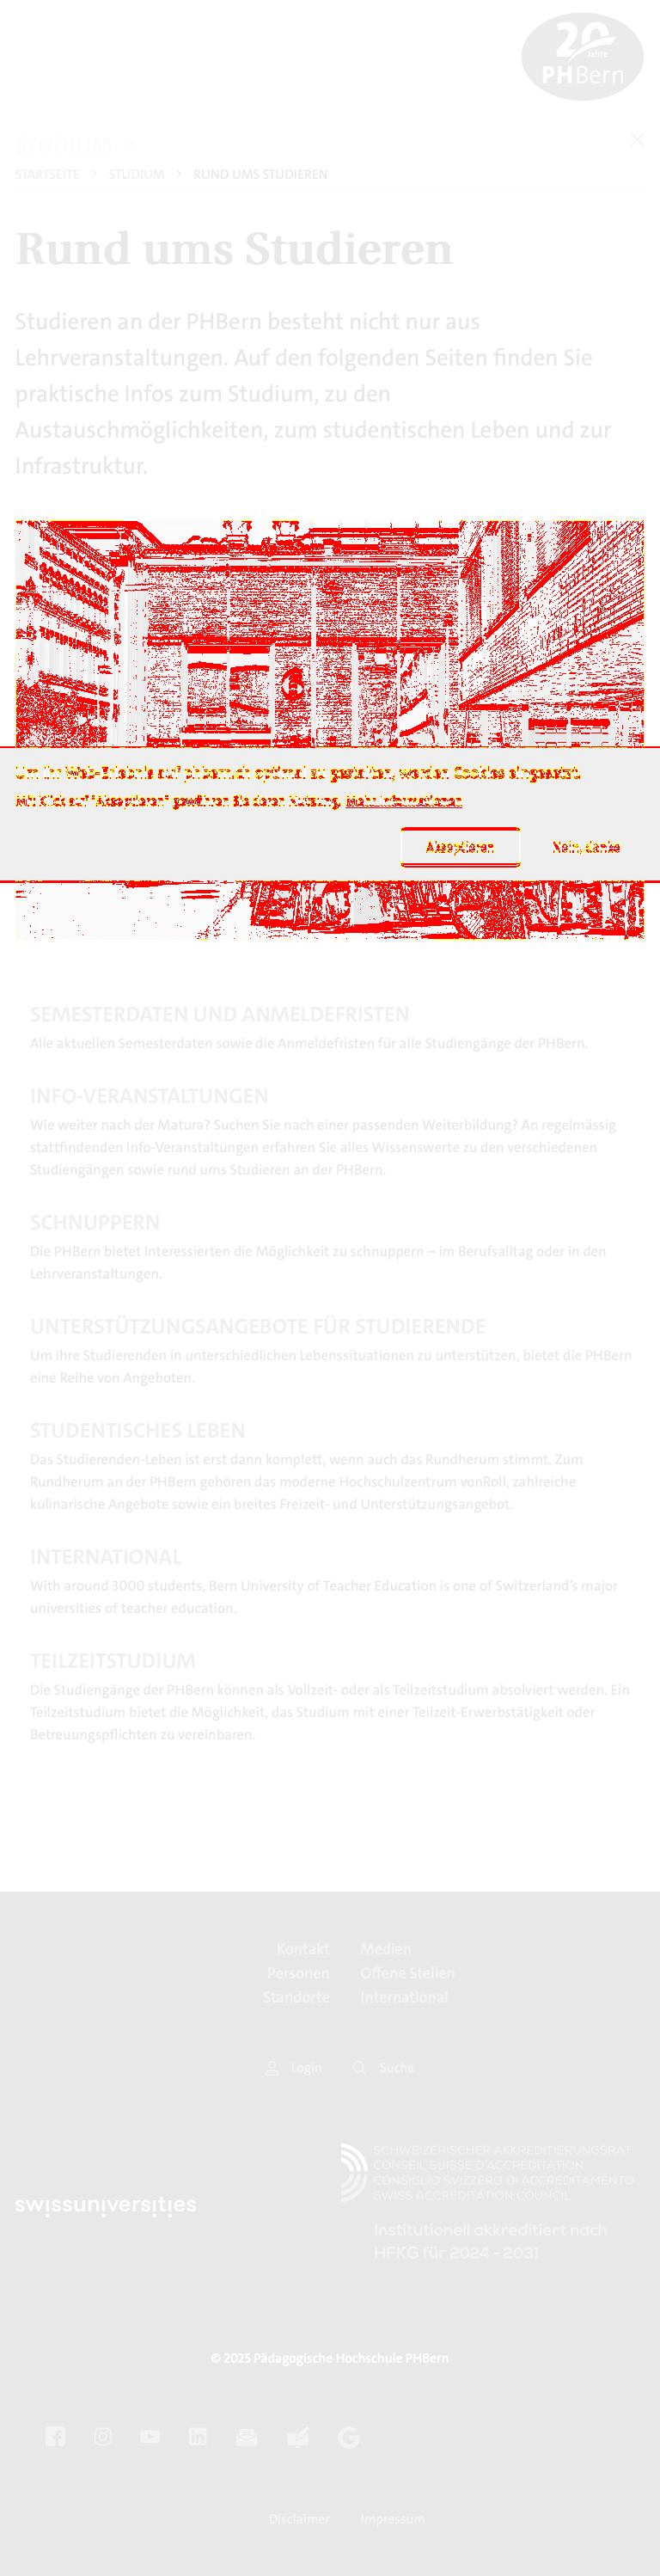 20
Jahre
PHBern
STUDIUM
STARTSEITE > STUDIUM > RUND UMS STUDIEREN
Rund ums Studieren
Studieren an der PHBern besteht nicht nur aus
Lehrveranstaltungen. Auf den folgenden Seiten finden Sie
praktische Infos zum Studium, zu den
Austauschmöglichkeiten, zum studentischen Leben und zur
Infrastruktur.
Um Ihr Web-Erlebnis auf phbern.ch optimal zu gestalten, werden Cookies eingesetzt.
Mit Klick auf "Akzeptieren" gewähren Sie deren Nutzung. Mehr Informationen
Akzeptieren Nein, danke
SEMESTERDATEN UND ANMELDEFRISTEN
Alle aktuellen Semesterdaten sowie die Anmeldefristen für alle Studiengänge der PHBern.
INFO-VERANSTALTUNGEN
Wie weiter nach der Matura? Suchen Sie nach einer passenden Weiterbildung? An regelmässig
stattfindenden Info-Veranstaltungen erfahren Sie alles Wissenswerte zu den verschiedenen
Studiengängen sowie rund ums Studieren an der PHBern.
SCHNUPPERN
Die PHBern bietet Interessierten die Möglichkeit zu schnuppern – im Berufsalltag oder in den
Lehrveranstaltungen.
UNTERSTÜTZUNGSANGEBOTE FÜR STUDIERENDE
Um ihre Studierenden in unterschiedlichen Lebenssituationen zu unterstützen, bietet die PHBern
eine Reihe von Angeboten.
STUDENTISCHES LEBEN
Das Studierenden-Leben ist erst dann komplett, wenn auch das Rundherum stimmt. Zum
Rundherum an der PHBern gehören das moderne Hochschulzentrum vonRoll, zahlreiche
kulinarische Angebote sowie ein breites Freizeit- und Unterstützungsangebot.
INTERNATIONAL
With around 3000 students, Bern University of Teacher Education is one of Switzerland's major
universities of teacher education.
TEILZEITSTUDIUM
Die Studiengänge der PHBern können als Vollzeit- oder als Teilzeitstudium absolviert werden. Ein
Teilzeitstudium bietet die Möglichkeit, das Studium mit einer Teilzeit-Erwerbstätigkeit oder
Betreuungspflichten zu vereinbaren.
Kontakt Medien
Personen Offene Stellen
Standorte International
Login Suche
swissuniversities
SCHWEIZERISCHER AKKREDITIERUNGSRAT
CONSEIL SUISSE D'ACCRÉDITATION
CONSIGLIO SVIZZERO DI ACCREDITAMENTO
SWISS ACCREDITATION COUNCIL
Institutionell akkreditiert nach
HFKG für 2024 - 2031
© 2025 Pädagogische Hochschule PHBern
Disclaimer Impressum